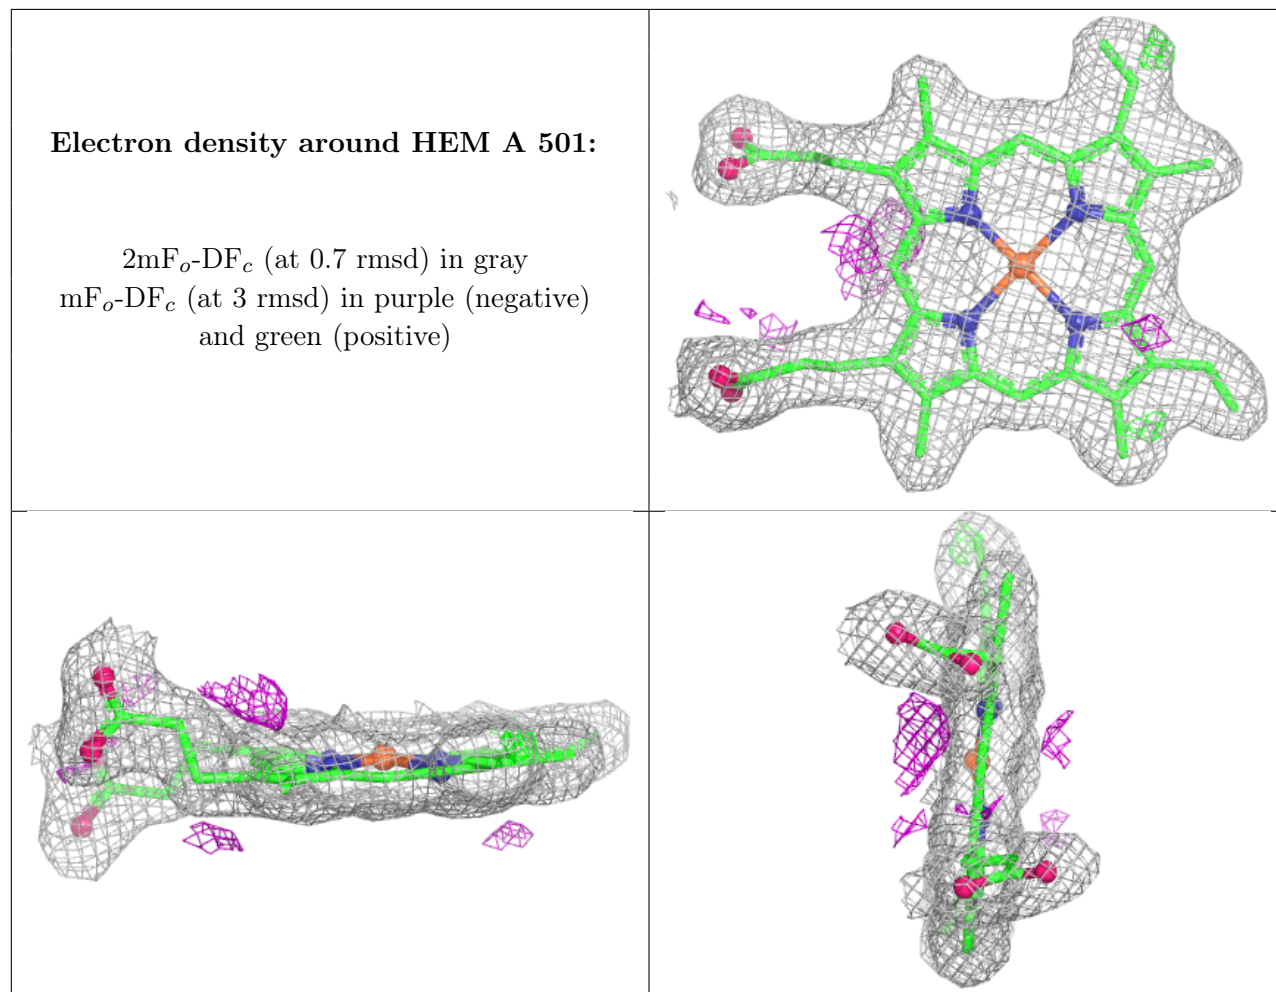 Electron density around HEM A 501:
2mFo-DFc (at 0.7 rmsd) in gray
mFo-DFc (at 3 rmsd) in purple (negative)
and green (positive)